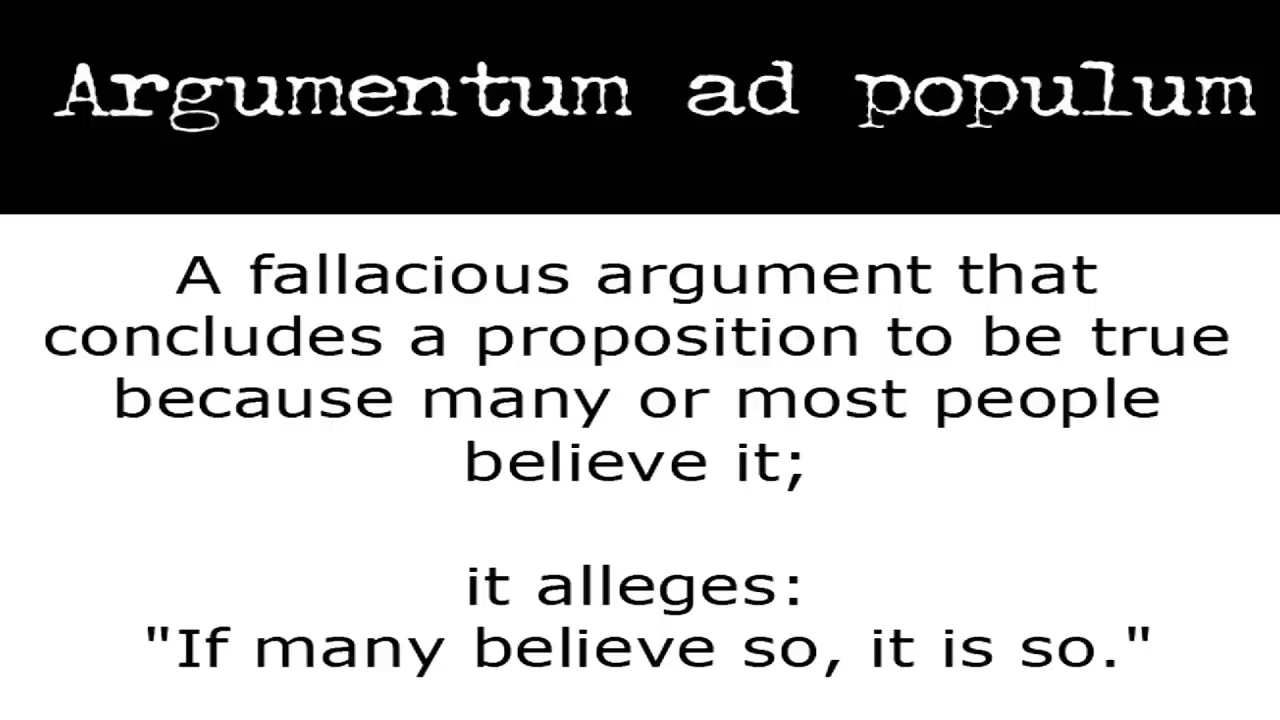 Argumentum ad populum
A fallacious argument that
concludes a proposition to be true
because many or most people
believe it;
it alleges:
"If many believe so, it is so."